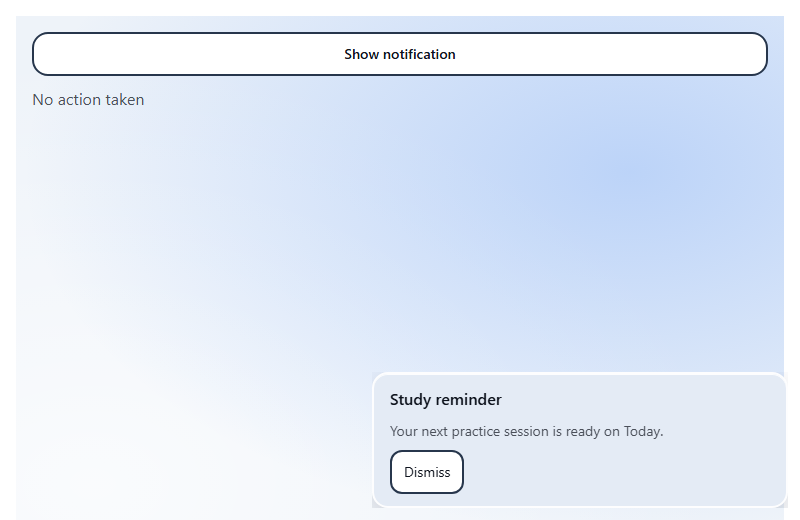 Show notification
No action taken
Study reminder
Your next practice session is ready on Today.
Dismiss